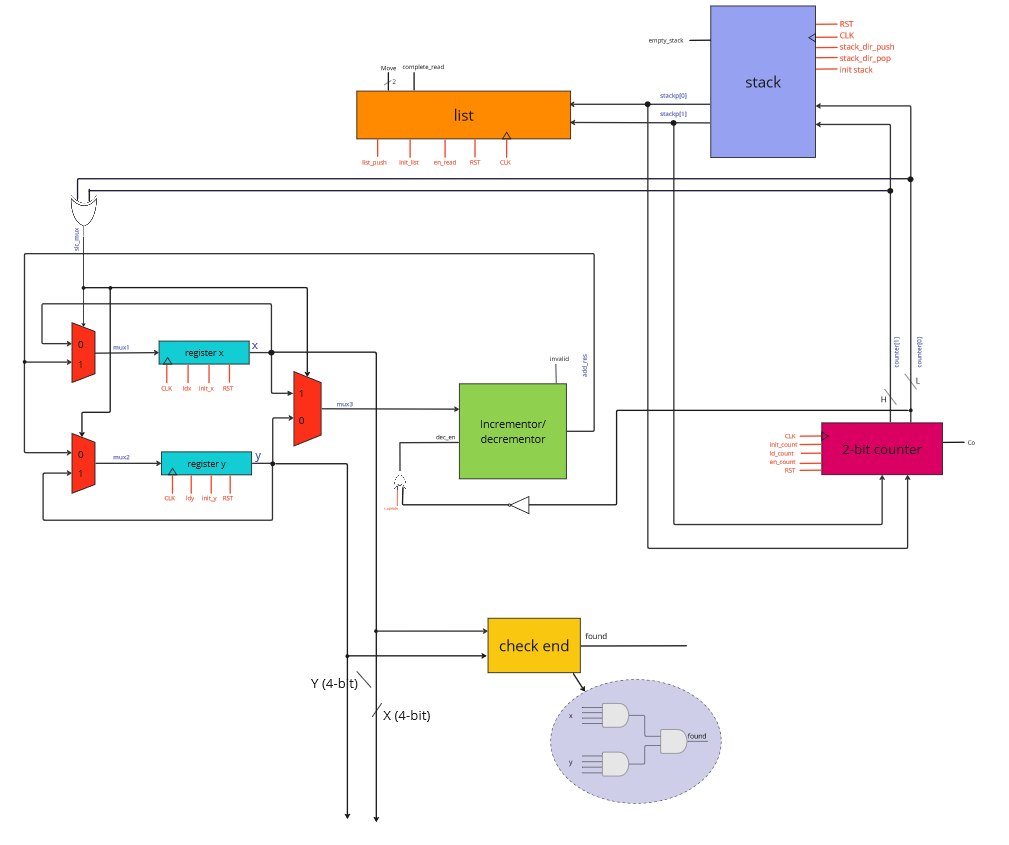 RST
CLK
stack_dir_push
stack_dir_pop
init stack
empty_stack
stack
Move
complete_read
2
list
stackp[0]
stackp[1]
list_push
init_list
en_read
RST
CLK
slc_mux
0
1
mux1
register x
x
CLK
ldx
init_x
RST
1
0
mux3
invalid
add_res
Incrementor/
decrementor
dec_en
counter[1]
counter[0]
L
H
CLK
init_count
ld_count
en_count
RST
2-bit counter
Co
0
1
mux2
register y
y
CLK
ldy
init_y
RST
check end
found
Y (4-bit)
X (4-bit)
x
y
found